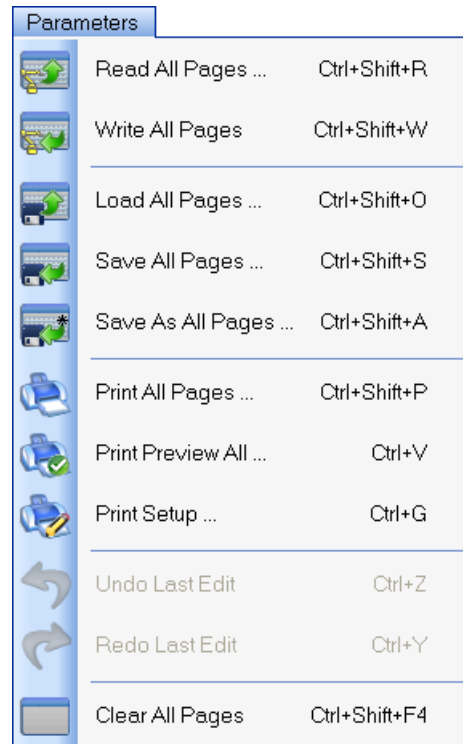 Parameters
Read All Pages ... Ctrl+Shift+R
Write All Pages Ctrl+Shift+W
Load All Pages ... Ctrl+Shift+O
Save All Pages ... Ctrl+Shift+S
Save As All Pages ... Ctrl+Shift+A
Print All Pages ... Ctrl+Shift+P
Print Preview All ... Ctrl+V
Print Setup ... Ctrl+G
Undo Last Edit Ctrl+Z
Redo Last Edit Ctrl+Y
Clear All Pages Ctrl+Shift+F4